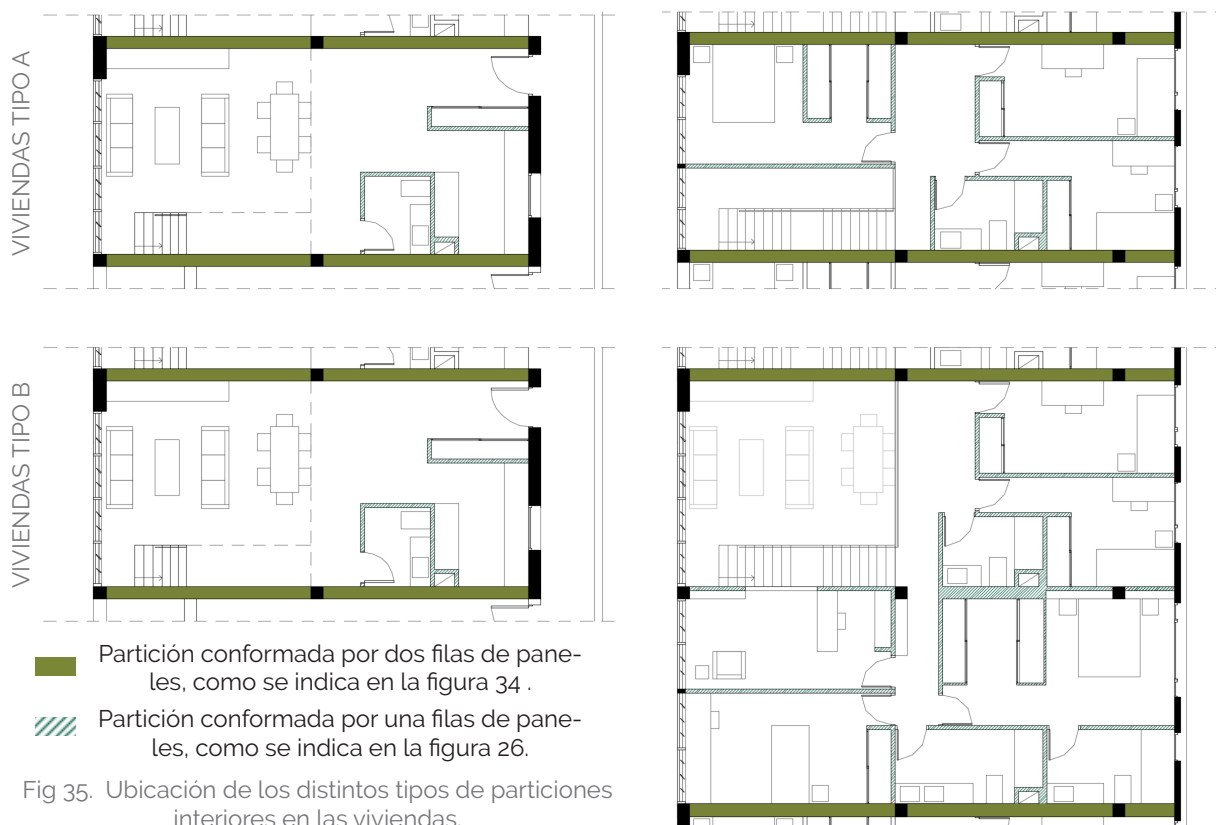 VIVIENDAS TIPO A
VIVIENDAS TIPO B
Partición conformada por dos filas de pane-
les, como se indica en la figura 34 .
Partición conformada por una filas de pane-
les, como se indica en la figura 26.
Fig 35. Ubicación de los distintos tipos de particiones
interiores en las viviendas.